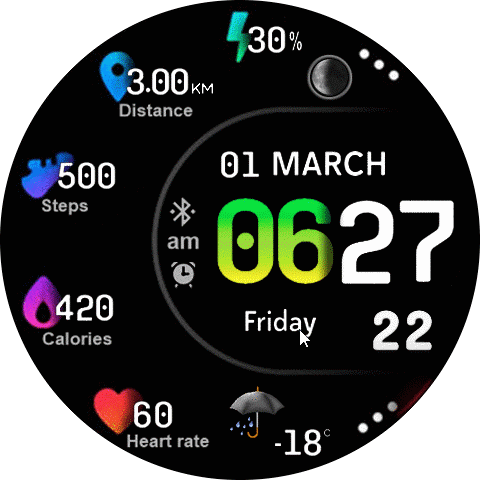 30%
3.00KM
Distance
01 MARCH
500
Steps
am
0627
Friday
22
420
Calories
60
Heart rate
-18°C